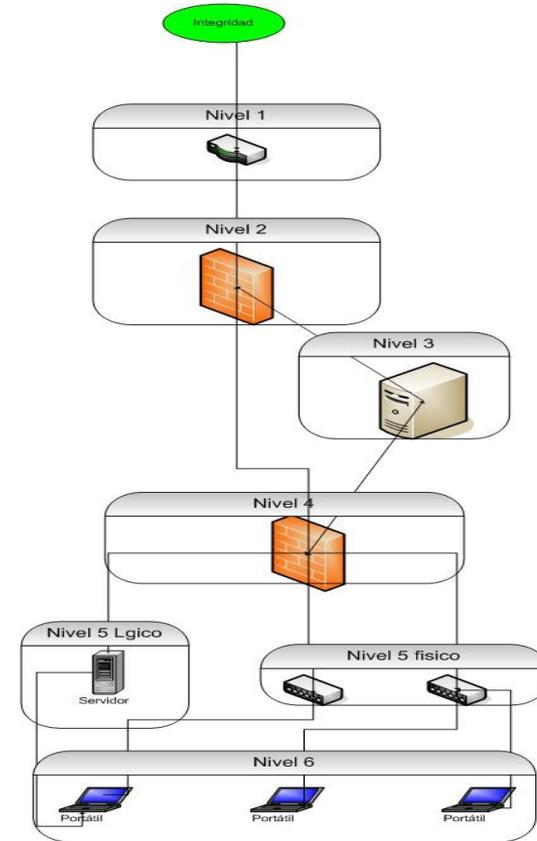 Integridad
Nivel 1
Nivel 2
Nivel 3
Nivel 4
Nivel 5 Lgico
Servidor
Nivel 5 fisico
Nivel 6
Portátil
Portátil
Portátil